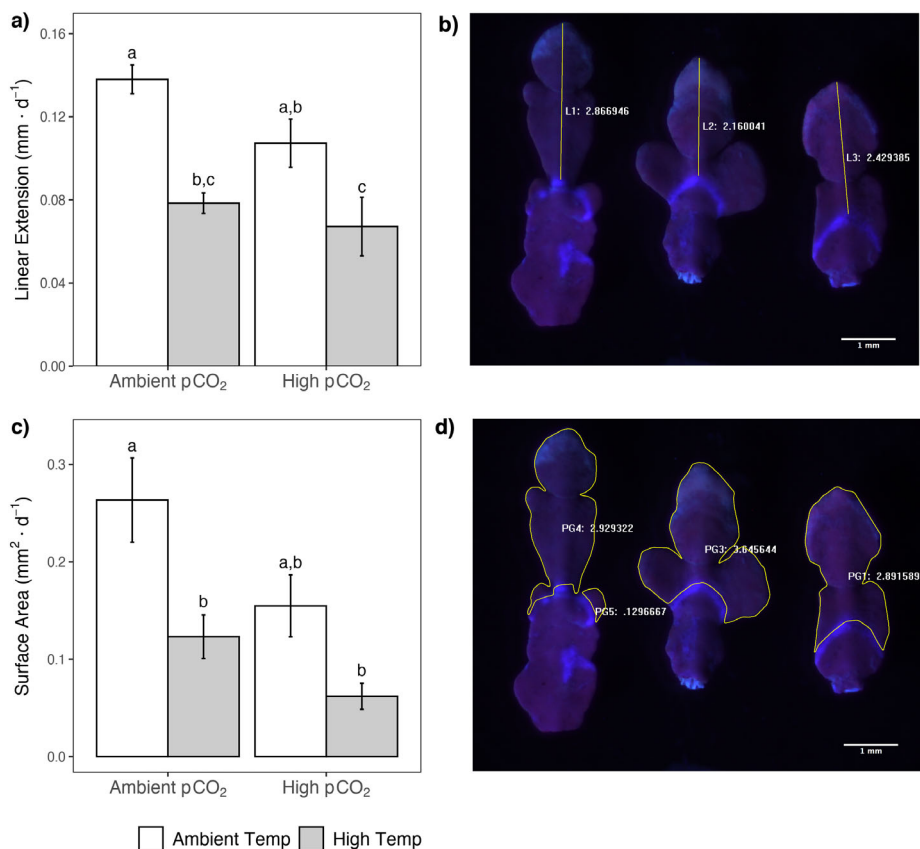 a)
0.16
0.12
0.08
0.04
0.00
Linear Extension (mm · d⁻¹)
a
b,c
a,b
c
Ambient pCO₂
High pCO₂
b)
L1: 2.866946
L2: 2.160041
L3: 2.429385
1 mm
c)
0.3
0.2
0.1
0.0
Surface Area (mm² · d⁻¹)
a
b
a,b
b
Ambient pCO₂
High pCO₂
d)
PG4: 2.929322
PG3: 3.645644
PG1: 2.891589
PG5: .1296667
1 mm
Ambient Temp
High Temp